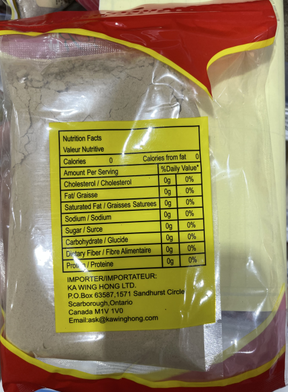 Nutrition Facts
Valeur Nutritive
Calories 0 Calories from fat 0
Amount Per Serving %Daily Value*
Cholesterol / Cholesterol 0g 0%
Fat/ Graisse 0g 0%
Saturated Fat / Graisses Saturees 0g 0%
Sodium / Sodium 0g 0%
Sugar / Surce 0g 0%
Carbohydrate / Glucide 0g 0%
Dietary Fiber / Fibre Alimentaire 0g 0%
Protein / Proteine 0g 0%
IMPORTER/IMPORTATEUR:
KA WING HONG LTD.
P.O.Box 63587,1571 Sandhurst Circle
Scarborough,Ontario
Canada M1V 1V0
Email:ask@kawinghong.com